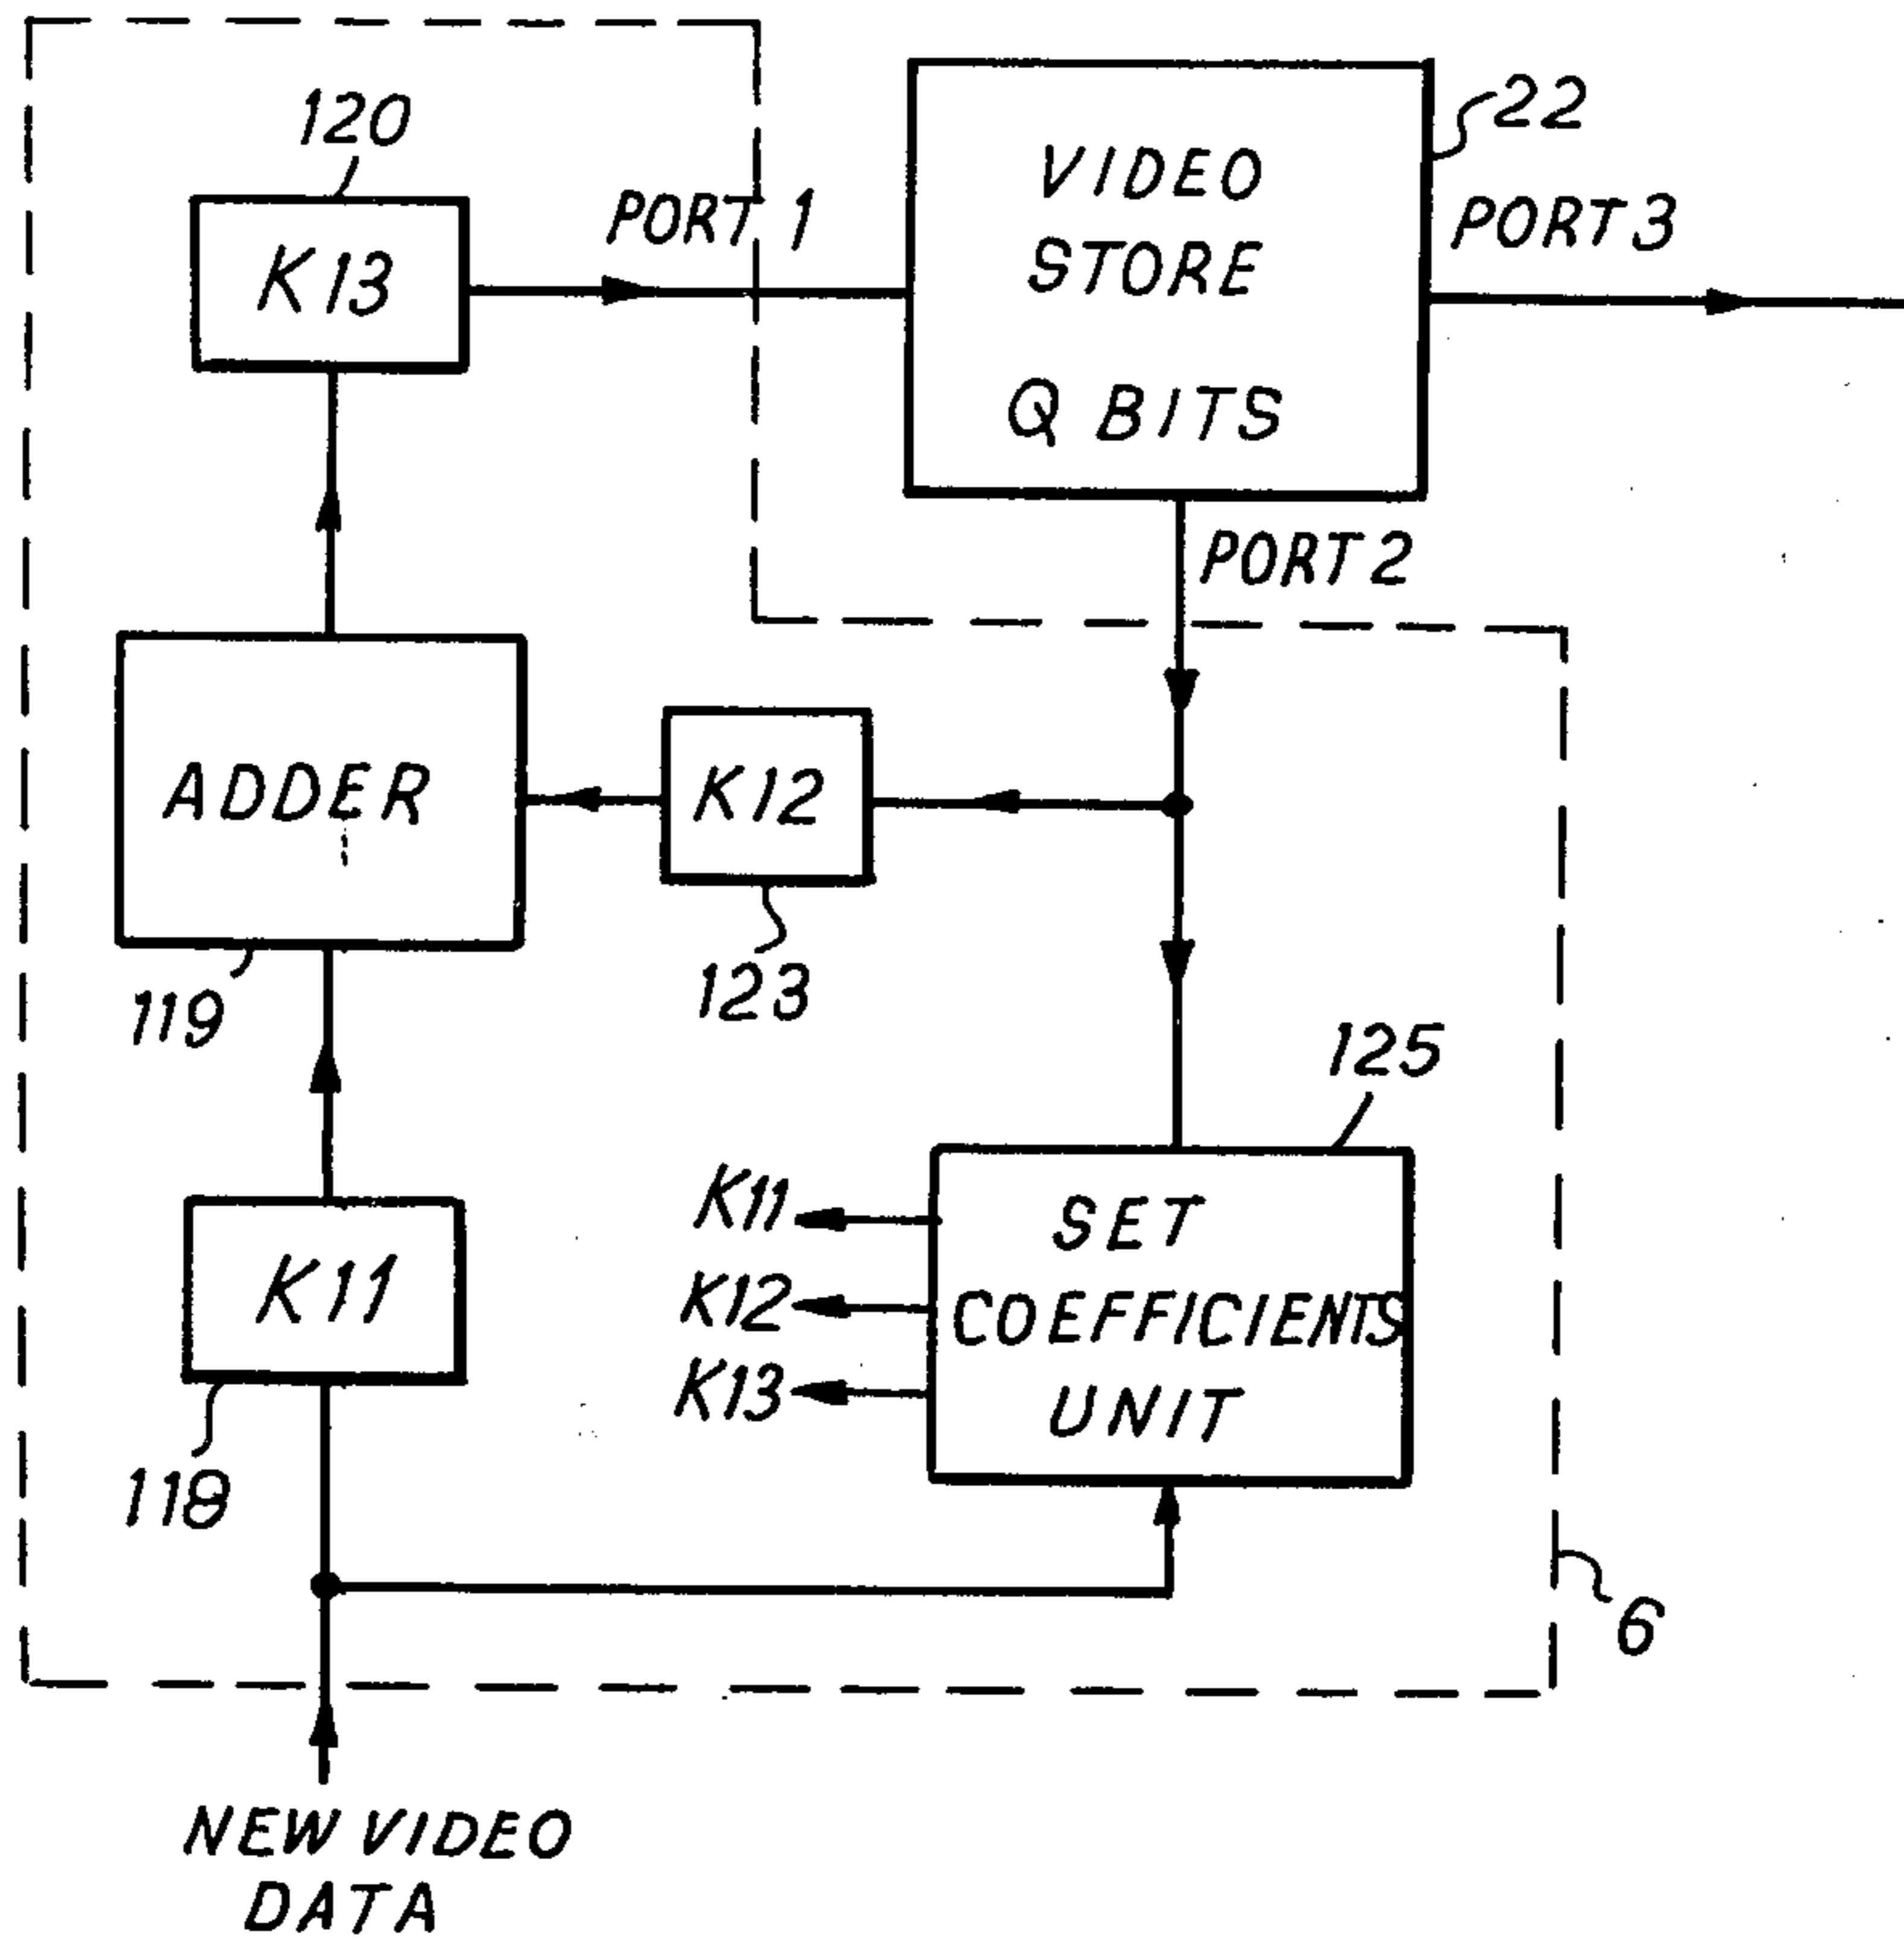 120
22
VIDEO
STORE
Q BITS
K13
PORT 1
PORT 3
PORT 2
ADDER
K12
119
123
125
K11
K12
K13
SET
COEFFICIENTS
UNIT
K11
118
6
NEW VIDEO
DATA